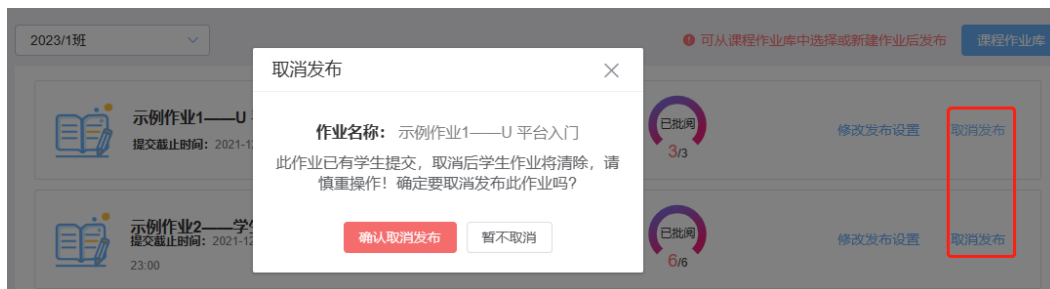 2023/1班
可从课程作业库中选择或新建作业后发布
课程作业库
取消发布
作业名称： 示例作业1——U 平台入门
此作业已有学生提交，取消后学生作业将清除，请
慎重操作！确定要取消发布此作业吗？
确认取消发布
暂不取消
示例作业1——U
提交截止时间：2021-1
已批阅
3/3
修改发布设置
取消发布
示例作业2——学
提交截止时间：2021-12
23:00
已批阅
6/6
修改发布设置
取消发布